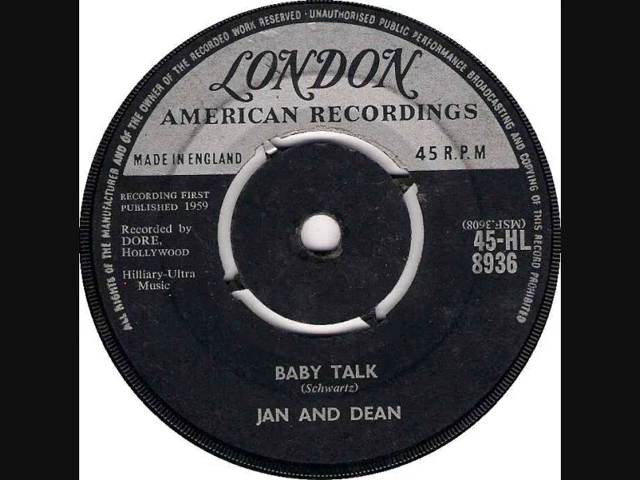 ALL RIGHTS OF THE MANUFACTURER AND OF THE OWNER OF THE RECORDED WORK RESERVED · UNAUTHORISED PUBLIC PERFORMANCE BROADCASTING AND COPYING OF THIS RECORD PROHIBITED
LONDON
AMERICAN RECORDINGS
MADE IN ENGLAND
45 R.P.M
RECORDING FIRST
PUBLISHED 1959
Recorded by
DORE,
HOLLYWOOD
Hilliary-Ultra
Music
(MSF.3608)
45-HL
8936
BABY TALK
(Schwartz)
JAN AND DEAN